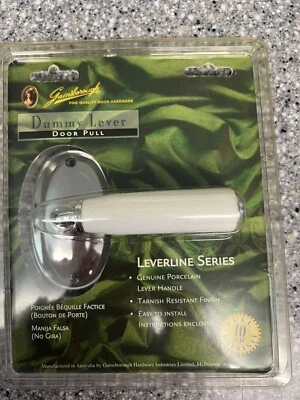 Gainsborough
FINE QUALITY DOOR HARDWARE
Dummy Lever
DOOR PULL
LEVERLINE SERIES
• GENUINE PORCELAIN
LEVER HANDLE
• TARNISH RESISTANT FINISH
• EASY TO INSTALL
INSTRUCTIONS ENCLOSED
POIGNÉE BÉQUILLE FACTICE
(BOUTON DE PORTE)
MANIJA FALSA
(NO GIRA)
10
Manufactured in Australia by Gainsborough Hardware Industries Limited, Melbourne